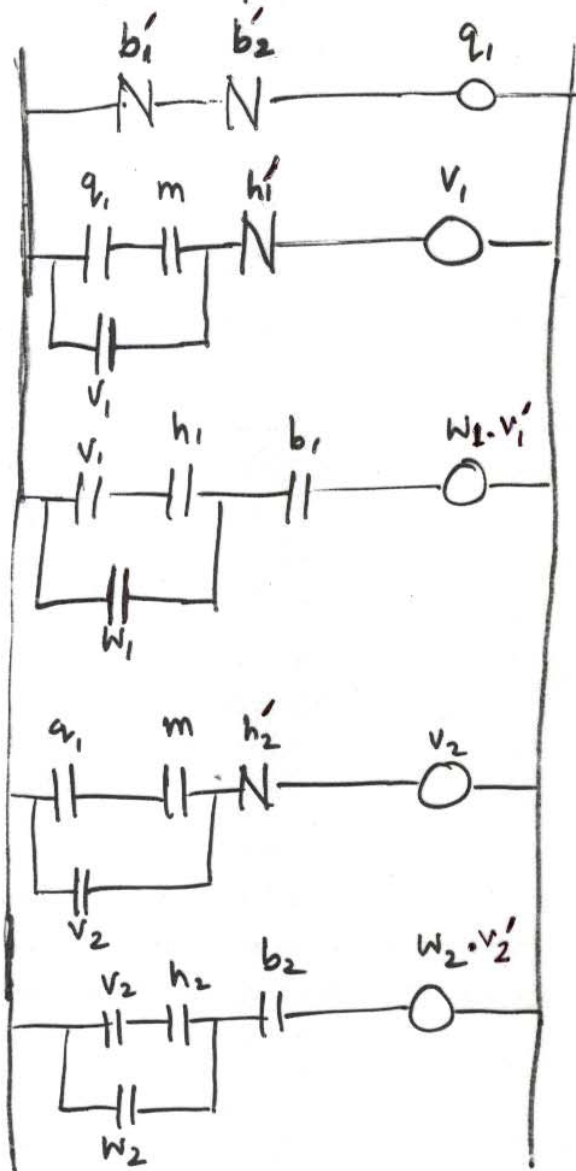 b₁′ b₂′ q₁
q₁ m h₁′ V₁
V₁
V₁ h₁ b₁ W₁·V₁′
W₁
q₁ m h₂′ V₂
V₂
V₂ h₂ b₂ W₂·V₂′
W₂